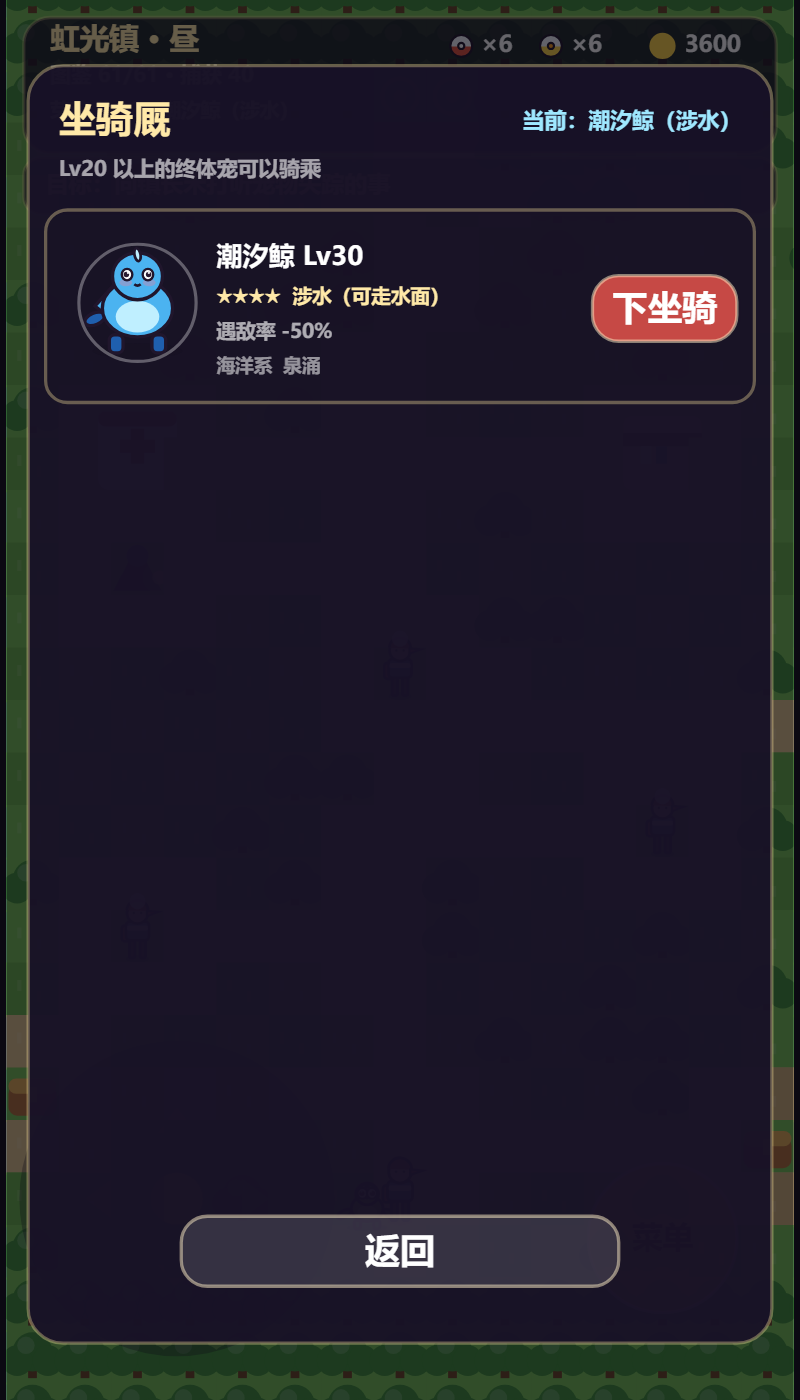 虹光镇・昼 ×6 ×6 3600
坐骑厩 当前：潮汐鲸（涉水）
Lv20 以上的终体宠可以骑乘
潮汐鲸 Lv30
★★★★ 涉水（可走水面）
遇敌率 -50%
海洋系 泉涌
下坐骑
菜单
返回